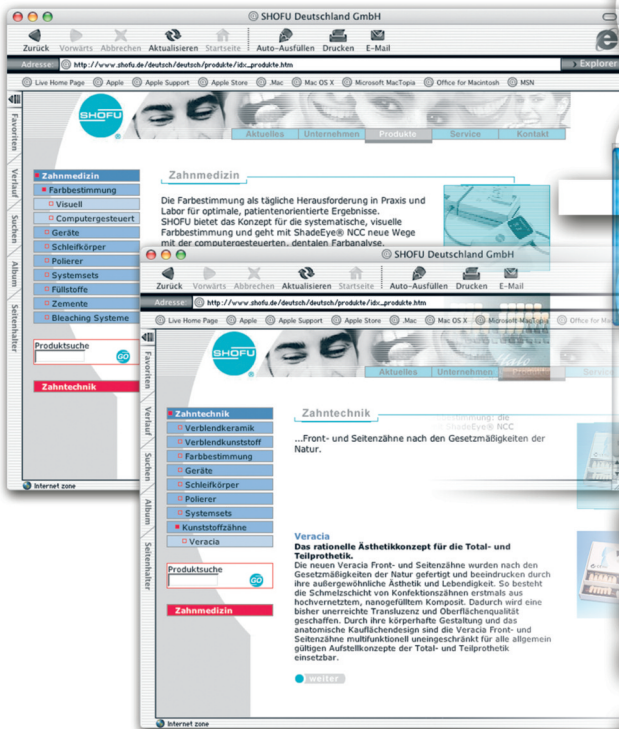 SHOFU Deutschland GmbH
Zurück Vorwärts Abbrechen Aktualisieren Startseite Auto-Ausfüllen Drucken E-Mail
Adresse: http://www.shofu.de/deutsch/deutsch/produkte/idx_produkte.htm Explorer
Live Home Page Apple Apple Support Apple Store .Mac Mac OS X Microsoft MacTopia Office for Macintosh MSN
Favoriten
Verlauf
Suchen
Album
Seitenhalter
SHOFU
Aktuelles Unternehmen Produkte Service Kontakt
Zahnmedizin
Farbbestimmung
Visuell
Computergesteuert
Geräte
Schleifkörper
Polierer
Systemsets
Füllstoffe
Zemente
Bleaching Systeme
Produktsuche
GO
Zahntechnik
Zahnmedizin
Die Farbestimmung als tägliche Herausforderung in Praxis und
Labor für optimale, patientenorientierte Ergebnisse.
SHOFU bietet das Konzept für die systematische, visuelle
Farbbestimmung und geht mit ShadeEye® NCC neue Wege
mit der computergesteuerten, dentalen Farbanalyse.
Internet zone
SHOFU Deutschland GmbH
Zurück Vorwärts Abbrechen Aktualisieren Startseite Auto-Ausfüllen Drucken E-Mail
Adresse: http://www.shofu.de/deutsch/deutsch/produkte/idx_produkte.htm
Live Home Page Apple Apple Support Apple Store .Mac Mac OS X Microsoft MacTopia Office for Mac
Favoriten
Verlauf
Suchen
Album
Seitenhalter
SHOFU
Aktuelles Unternehmen Service
Zahntechnik
Verblendkeramik
Verblendkunststoff
Farbbestimmung
Geräte
Schleifkörper
Polierer
Systemsets
Kunststoffzähne
Veracia
Produktsuche
GO
Zahnmedizin
Zahntechnik
stimmung: die
ShadeEye® NCC
...Front- und Seitenzähne nach den Gesetzmäßigkeiten der
Natur.
Veracia
Das rationelle Ästhetikkonzept für die Total- und
Teilprothetik.
Die neuen Veracia Front- und Seitenzähne wurden nach den
Gesetzmäßigkeiten der Natur gefertigt und beeindrucken durch
ihre außergewöhnliche Ästhetik und Lebendigkeit. So besteht
die Schmelzschicht von Konfektionszähnen erstmals aus
hochvernetztem, nanogefülltem Komposit. Dadurch wird eine
bisher unerreichte Transluzenz und Oberflächenqualität
geschaffen. Durch ihre körperhafte Gestaltung und das
anatomische Kauflächendesign sind die Veracia Front- und
Seitenzähne multifunktionell uneingeschränkt für alle allgemein
gültigen Aufstellkonzepte der Total- und Teilprothetik
einsetzbar.
weiter
Internet zone